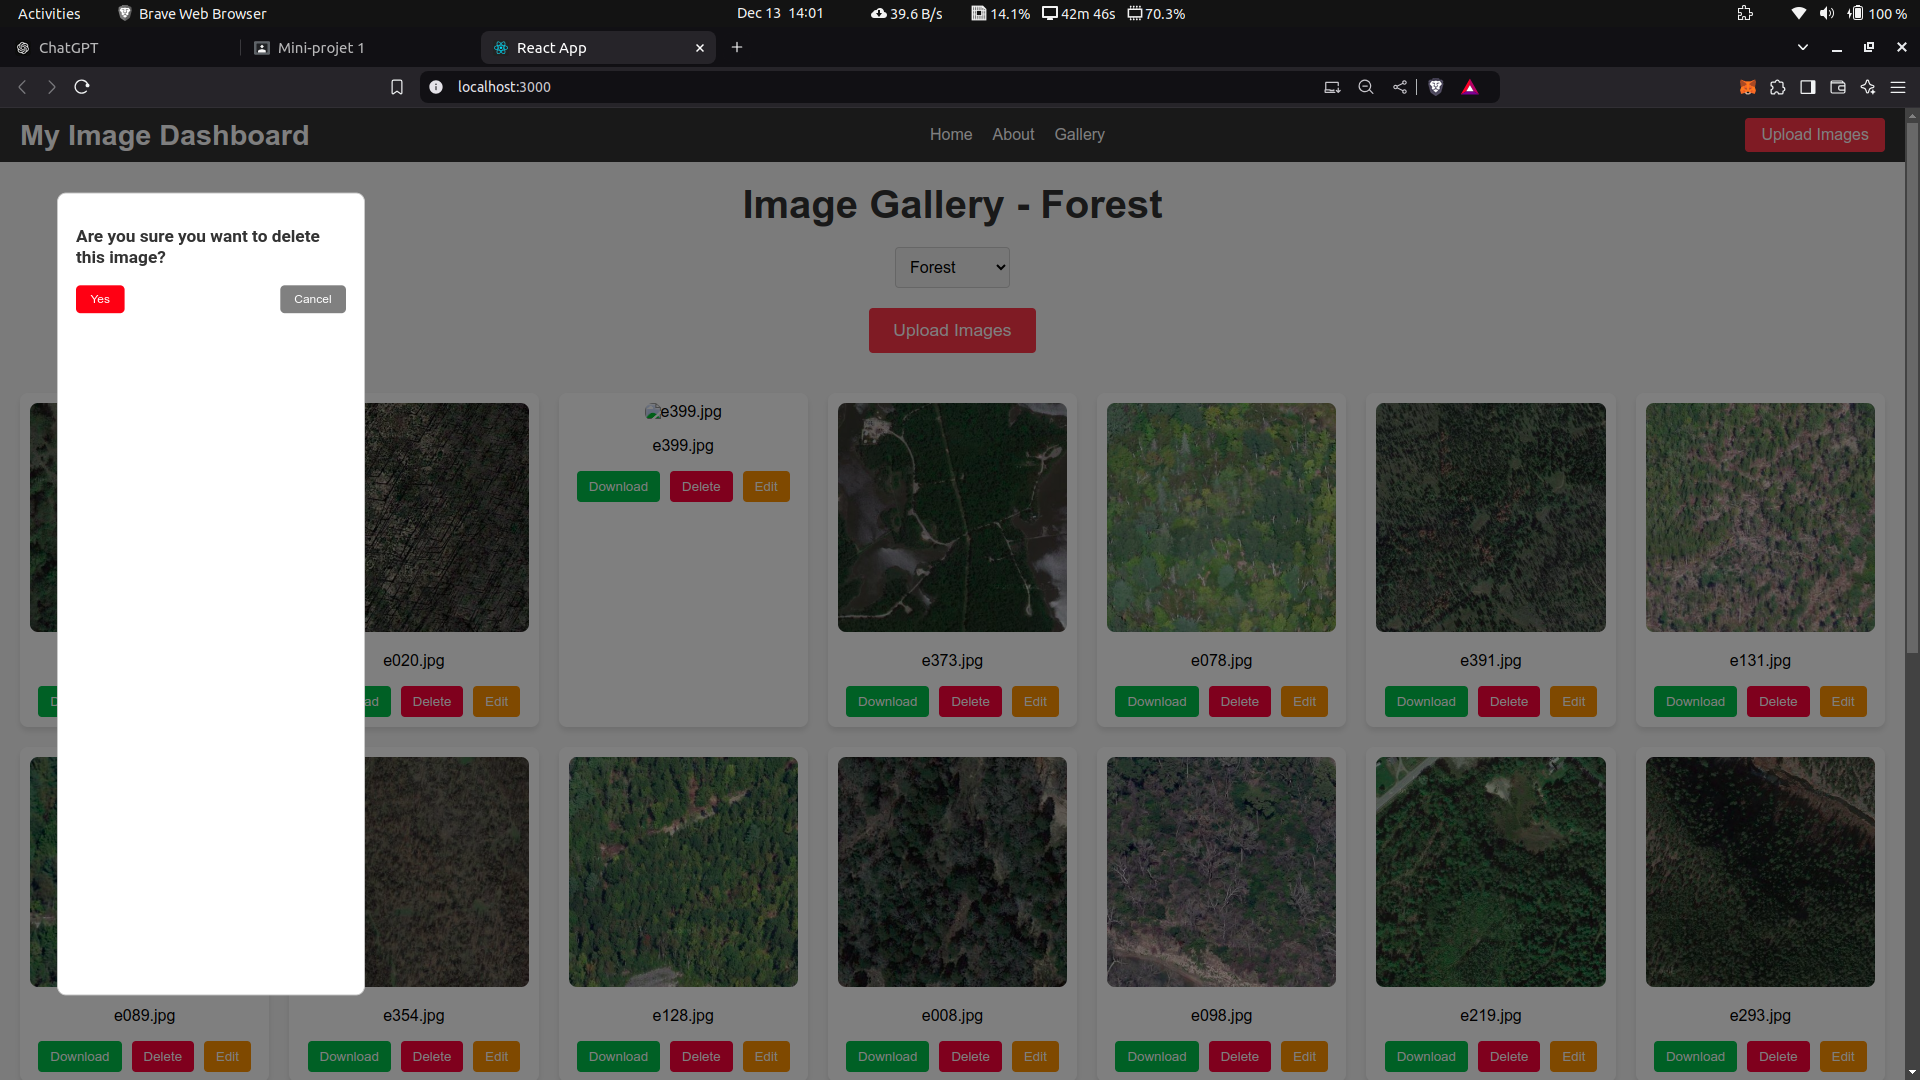 Activities
Brave Web Browser
Dec 13 14:01
39.6 B/s
14.1%
42m 46s
70.3%
100 %
ChatGPT
Mini-projet 1
React App
localhost:3000
My Image Dashboard
Home
About
Gallery
Upload Images
Image Gallery - Forest
Forest
Upload Images
Are you sure you want to delete
this image?
Yes
Cancel
e399.jpg
e020.jpg
e399.jpg
e373.jpg
e078.jpg
e391.jpg
e131.jpg
Download Delete Edit
Delete Edit
Download Delete Edit
Download Delete Edit
Download Delete Edit
Download Delete Edit
e089.jpg
e354.jpg
e128.jpg
e008.jpg
e098.jpg
e219.jpg
e293.jpg
Download Delete Edit
Download Delete Edit
Download Delete Edit
Download Delete Edit
Download Delete Edit
Download Delete Edit
Download Delete Edit